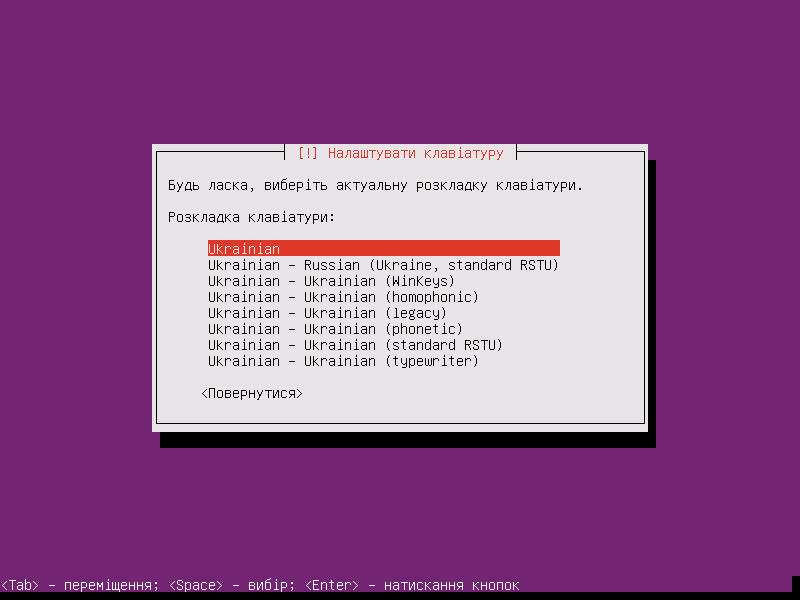 [!] Налаштувати клавіатуру
Будь ласка, виберіть актуальну розкладку клавіатури.
Розкладка клавіатури:
Ukrainian
Ukrainian – Russian (Ukraine, standard RSTU)
Ukrainian – Ukrainian (WinKeys)
Ukrainian – Ukrainian (homophonic)
Ukrainian – Ukrainian (legacy)
Ukrainian – Ukrainian (phonetic)
Ukrainian – Ukrainian (standard RSTU)
Ukrainian – Ukrainian (typewriter)
<Повернутися>
<Tab> – переміщення; <Space> – вибір; <Enter> – натискання кнопок